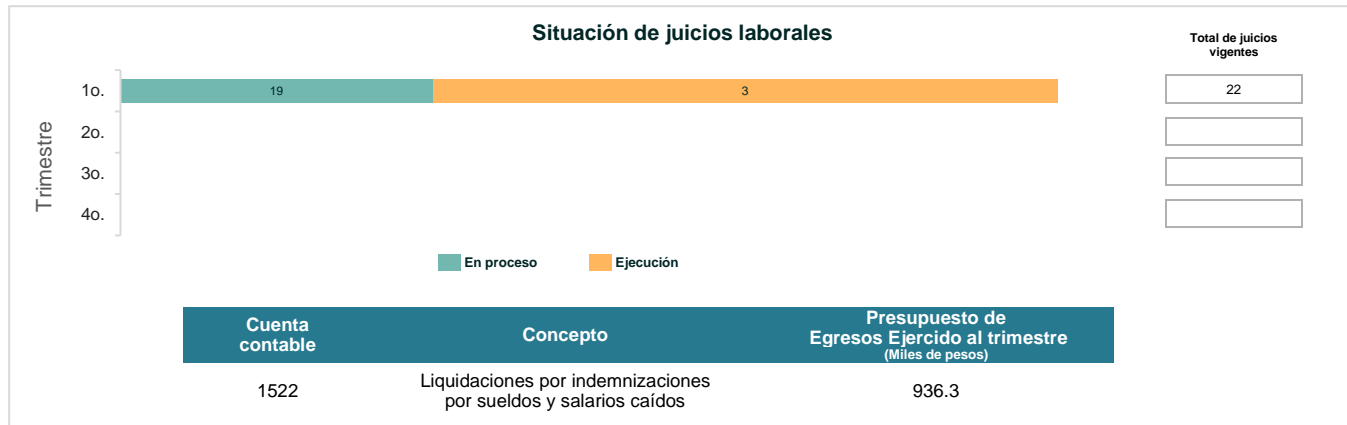 Situación de juicios laborales
Total de juicios
vigentes
Trimestre
1o.
19
3
22
2o.
3o.
4o.
En proceso
Ejecución
Cuenta
contable
Concepto
Presupuesto de
Egresos Ejercido al trimestre
(Miles de pesos)
1522
Liquidaciones por indemnizaciones
por sueldos y salarios caídos
936.3